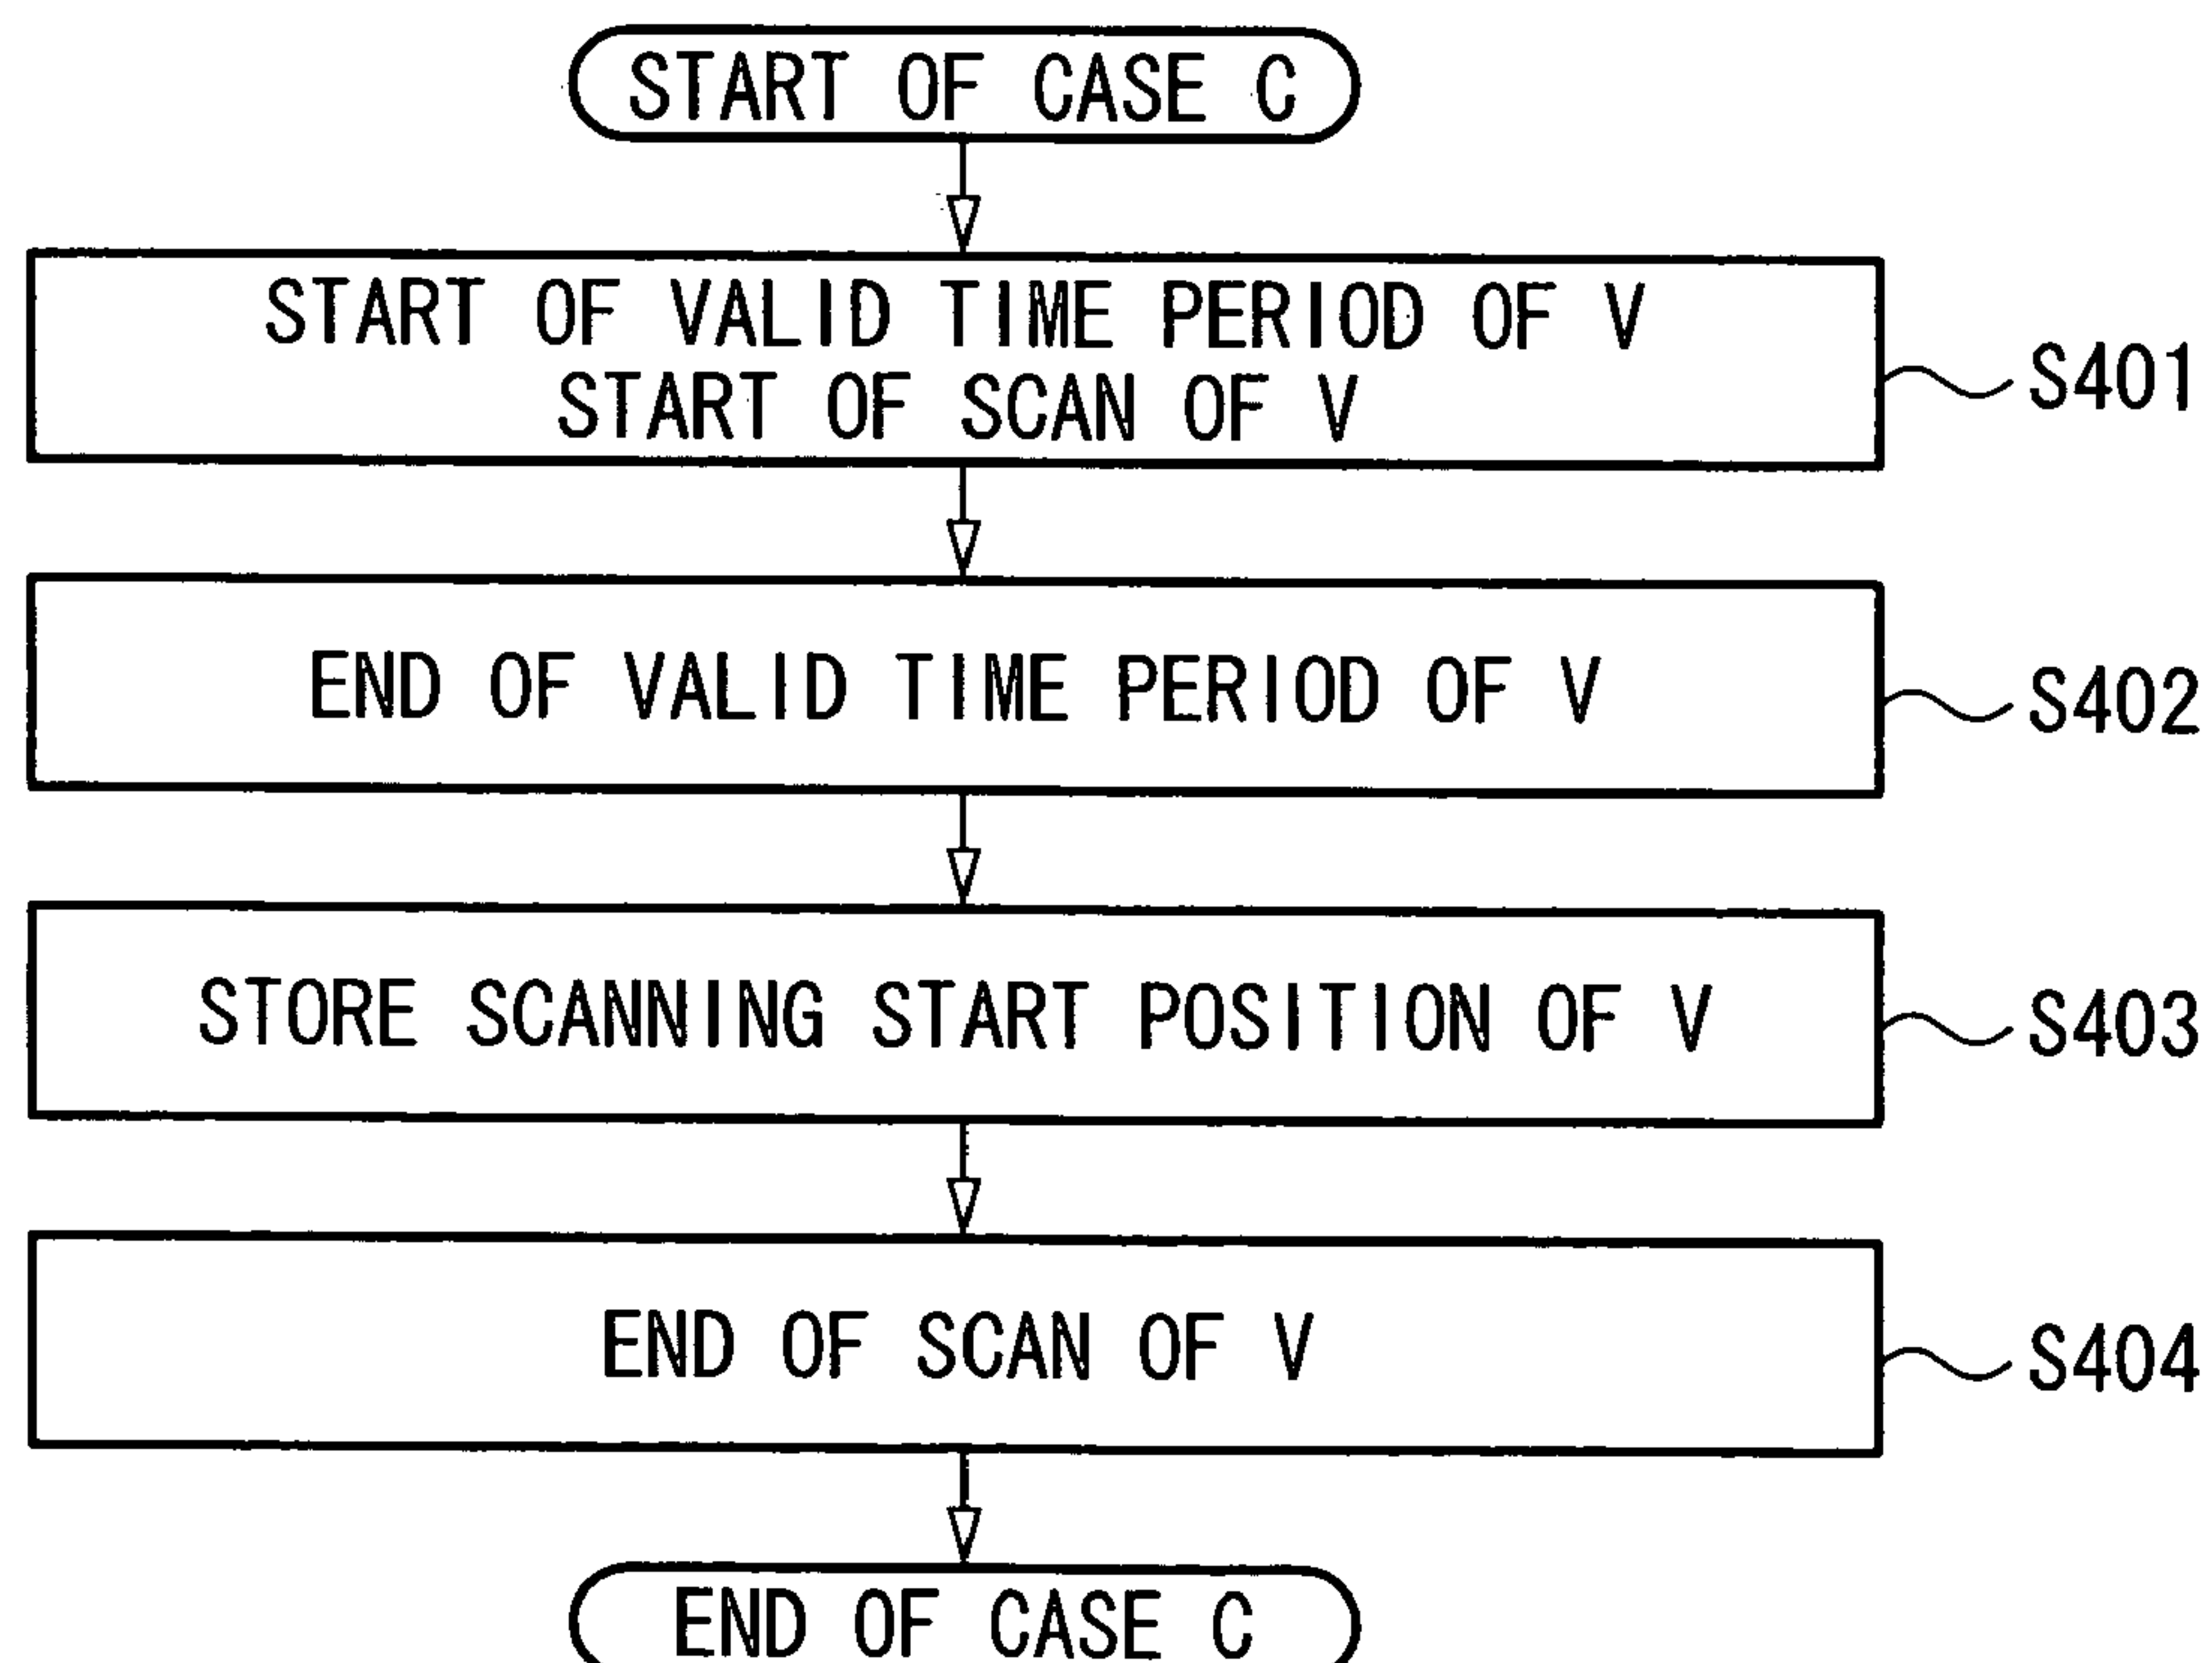 START OF CASE C
START OF VALID TIME PERIOD OF V
START OF SCAN OF V
S401
END OF VALID TIME PERIOD OF V
S402
STORE SCANNING START POSITION OF V
S403
END OF SCAN OF V
S404
END OF CASE C